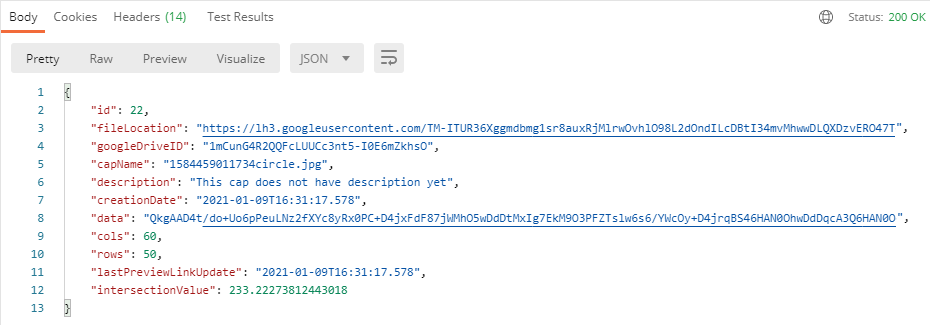 Body Cookies Headers (14) Test Results Status: 200 OK
Pretty Raw Preview Visualize JSON
1 {
2 "id": 22,
3 "fileLocation": "https://lh3.googleusercontent.com/TM-ITUR36Xggmdbmg1sr8auxRjMlrwOvhlO98L2dOndILcDBtI34mvMhwwDLQXDzvERO47T",
4 "googleDriveID": "1mCunG4R2QQFcLUUCc3nt5-I0E6mZkhsO",
5 "capName": "1584459011734circle.jpg",
6 "description": "This cap does not have description yet",
7 "creationDate": "2021-01-09T16:31:17.578",
8 "data": "QkgAAD4t/do+Uo6pPeuLNz2fXYc8yRx0PC+D4jxFdF87jWMhO5wDdDtMxIg7EkM9O3PFZTslw6s6/YWcOy+D4jrqBS46HAN0OhwDdDqcA3Q6HAN0O",
9 "cols": 60,
10 "rows": 50,
11 "lastPreviewLinkUpdate": "2021-01-09T16:31:17.578",
12 "intersectionValue": 233.22273812443018
13 }